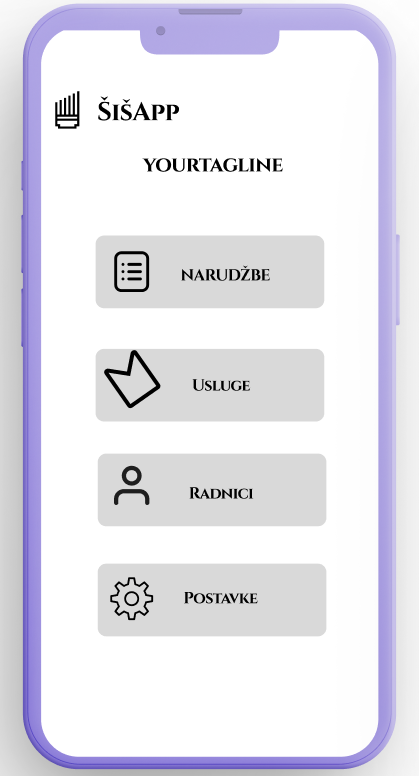 ŠišApp
yourtagline
narudžbe
Usluge
Radnici
Postavke